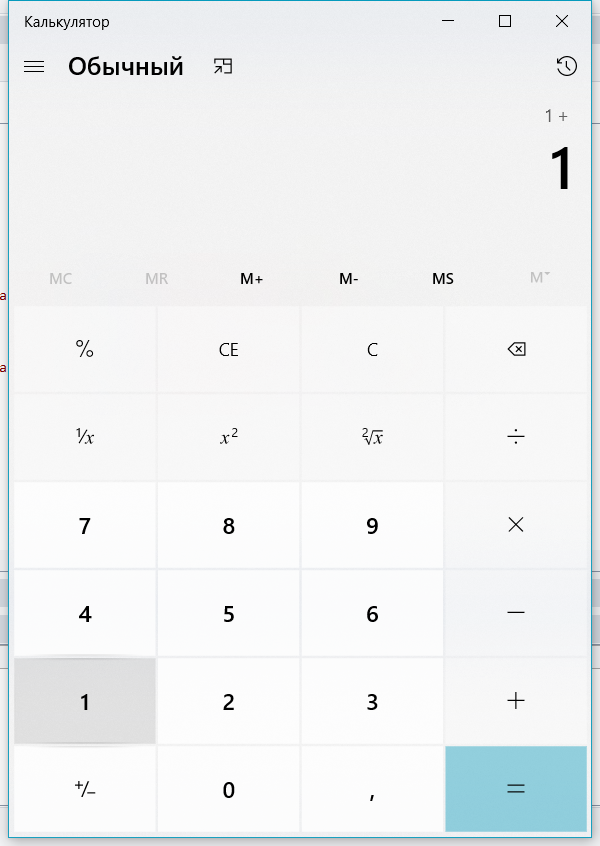 Калькулятор
Обычный
1 +
1
MC MR M+ M- MS M˅
% CE C
¹⁄x x² ²√x ÷
7 8 9 ×
4 5 6 −
1 2 3 +
+/− 0 , =
а
а